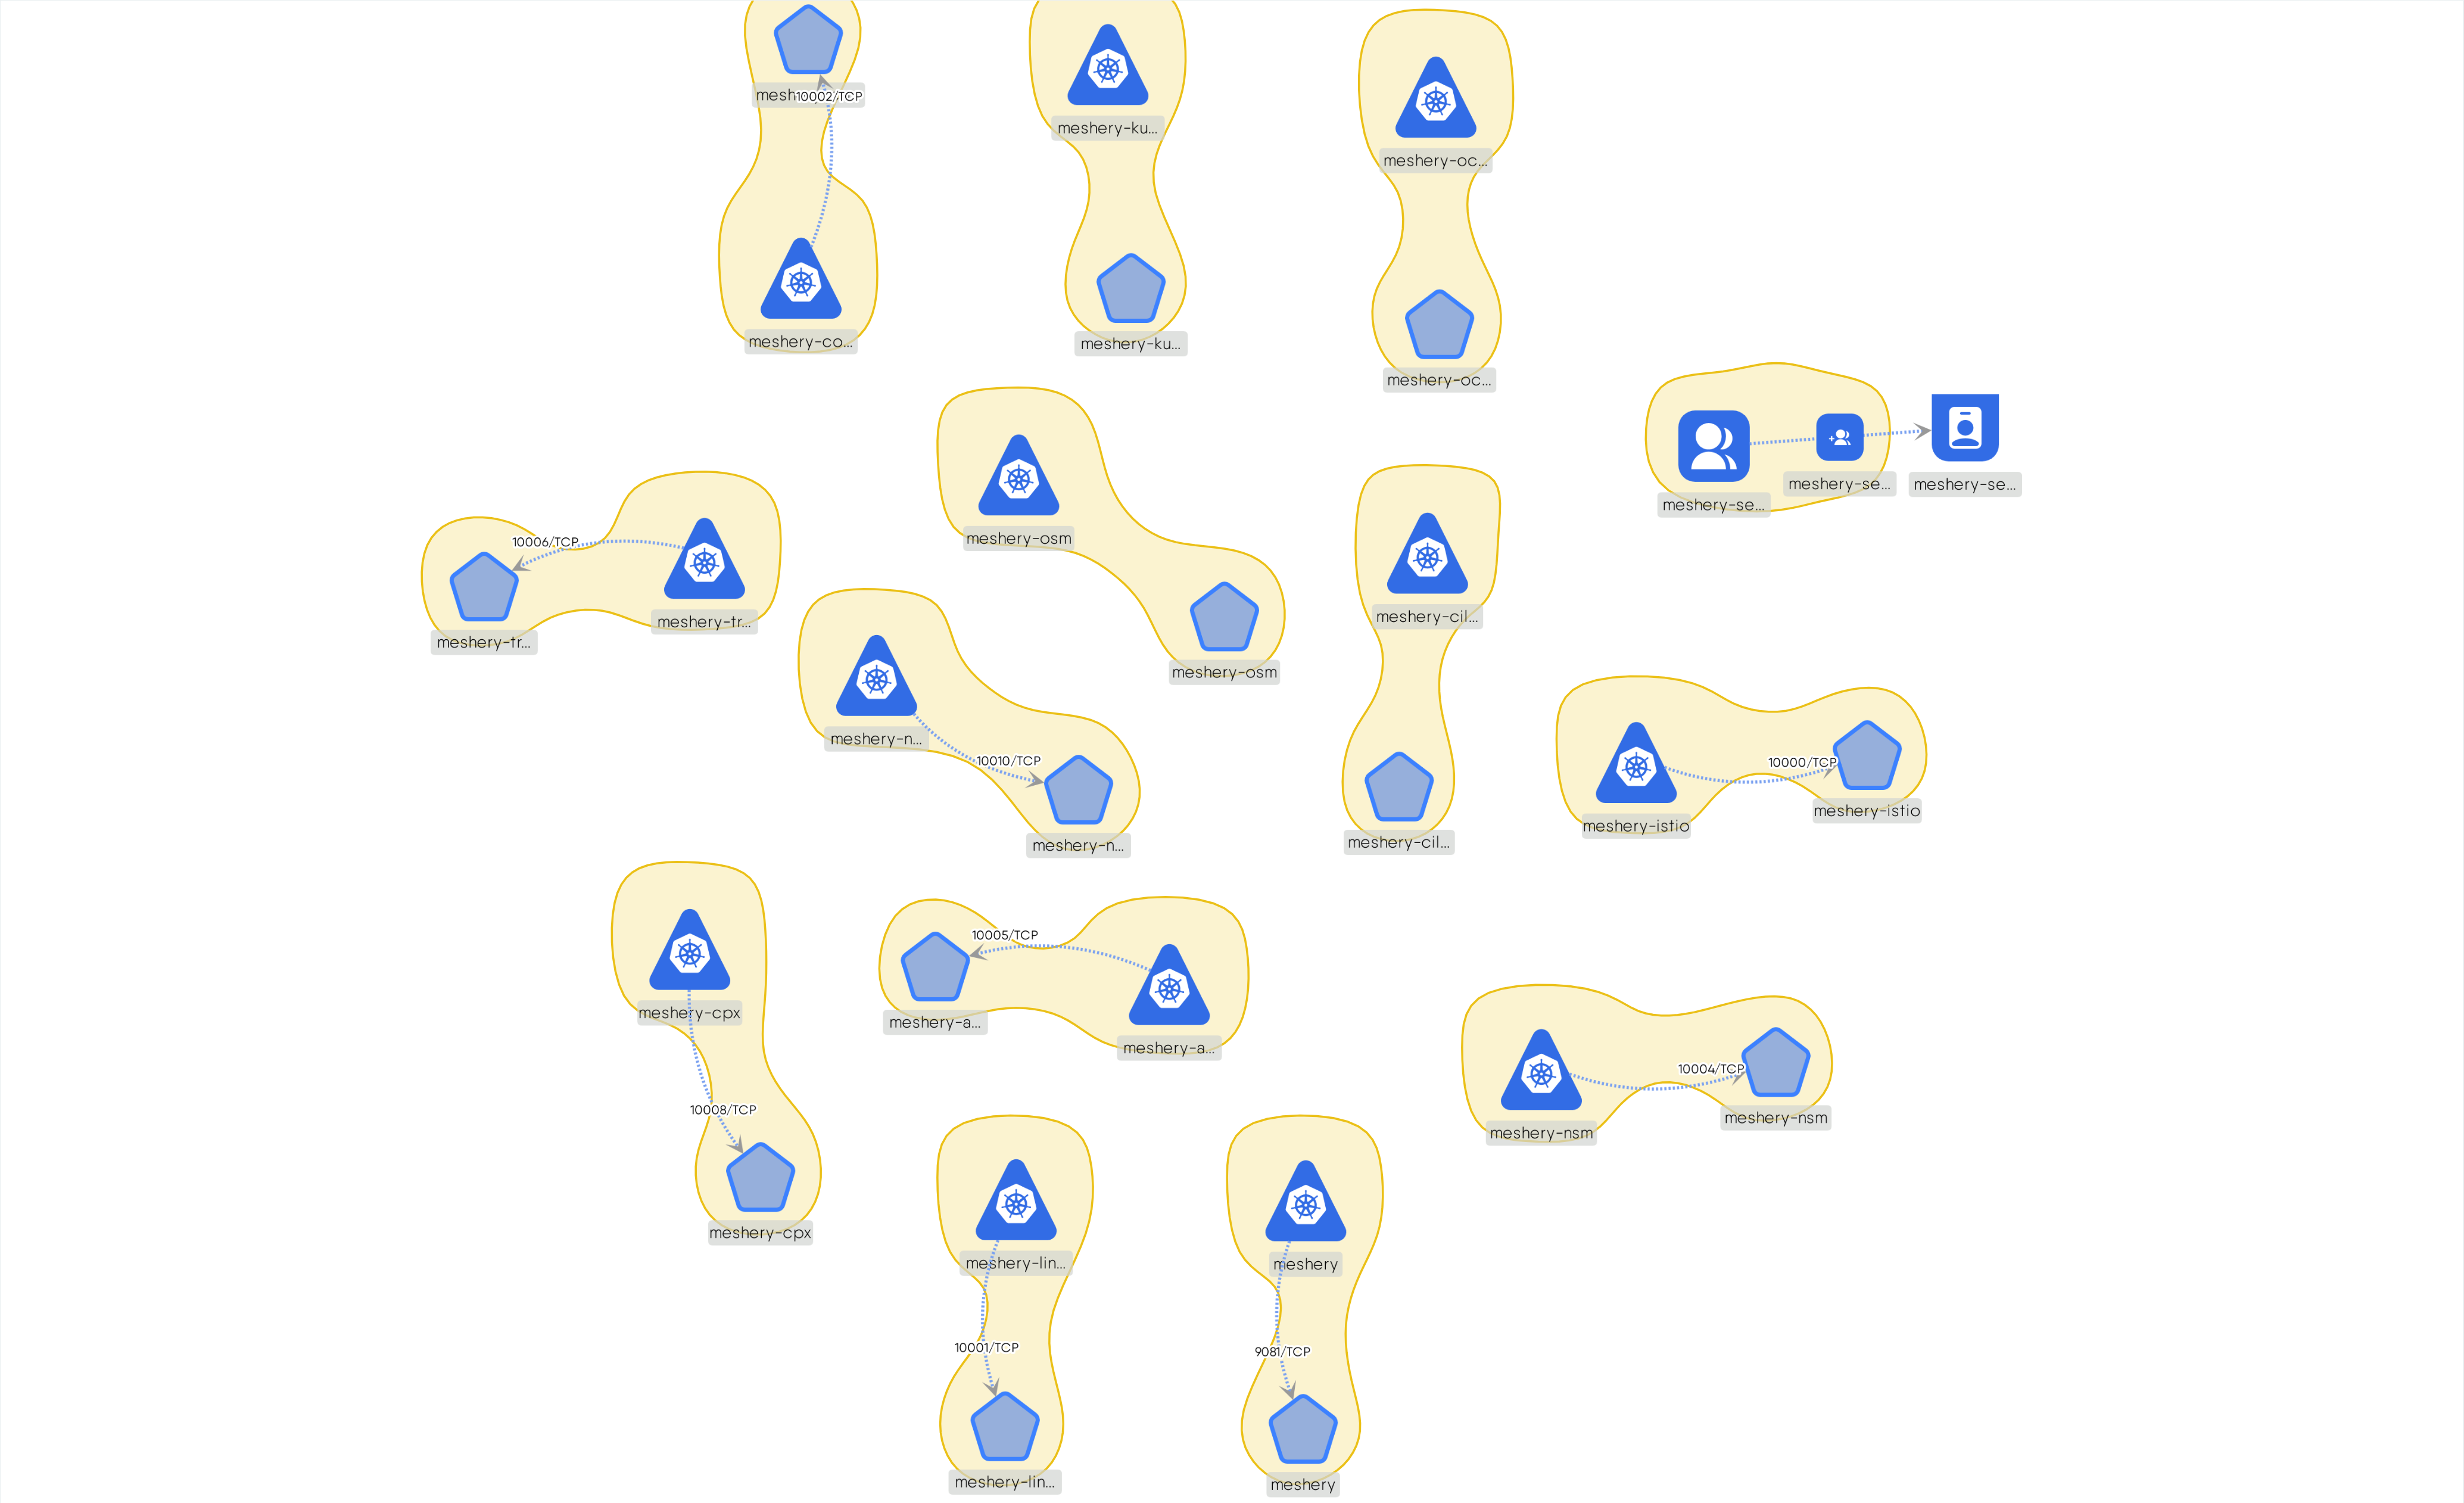 mesh
10002/TCP
meshery-co...
meshery-ku...
meshery-ku...
meshery-oc...
meshery-oc...
meshery-se...
meshery-se...
meshery-se...
10006/TCP
meshery-tr...
meshery-tr...
meshery-osm
meshery-osm
meshery-n...
10010/TCP
meshery-n...
meshery-cil...
meshery-cil...
10000/TCP
meshery-istio
meshery-istio
meshery-cpx
10008/TCP
meshery-cpx
10005/TCP
meshery-a...
meshery-a...
10004/TCP
meshery-nsm
meshery-nsm
meshery-lin...
10001/TCP
meshery-lin...
meshery
9081/TCP
meshery